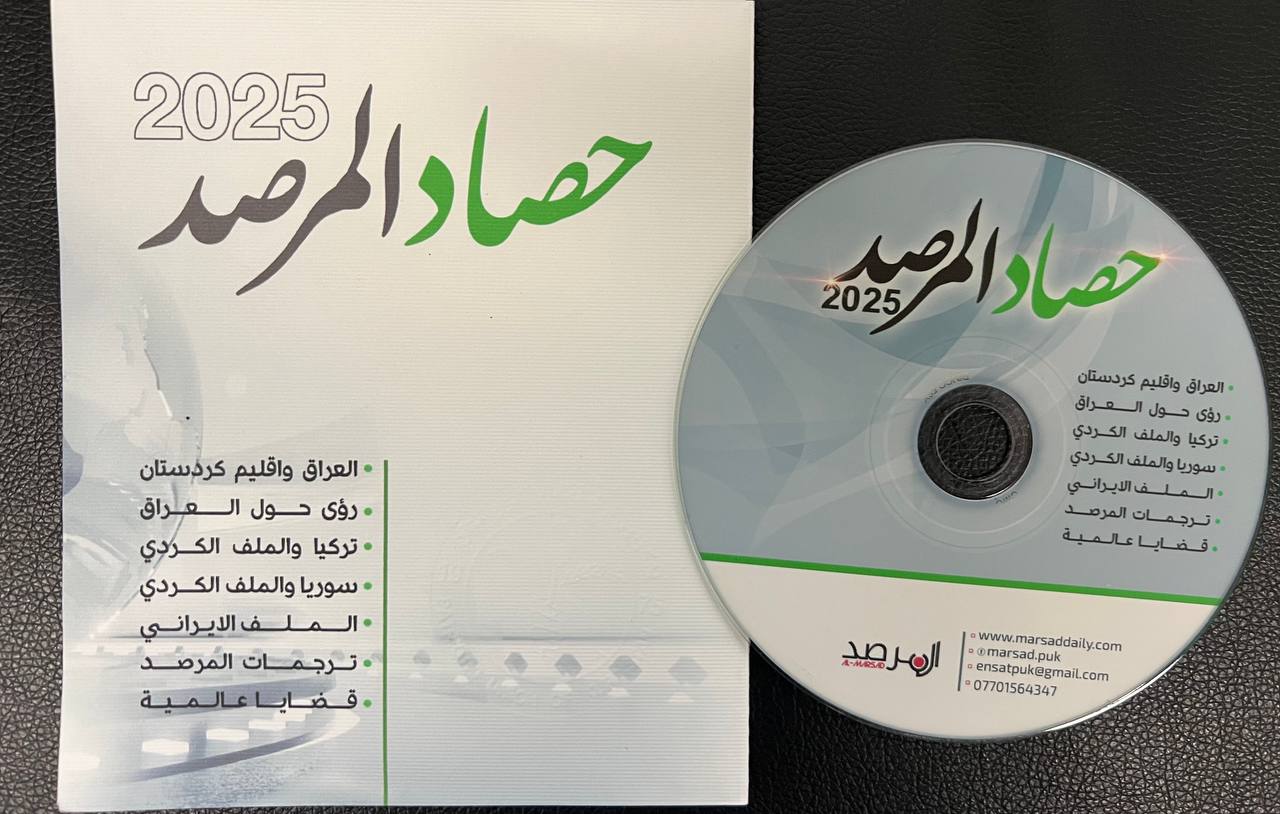 2025
حصاد المرصد
العراق واقليم كردستان
رؤى حول العراق
تركيا والملف الكردي
سوريا والملف الكردي
الملف الايراني
ترجمات المرصد
قضايا عالمية
حصاد المرصد
2025
العراق واقليم كردستان
رؤى حول العراق
تركيا والملف الكردي
سوريا والملف الكردي
الملف الايراني
ترجمات المرصد
قضايا عالمية
المرصد
AL-MARSAD
www.marsaddaily.com
marsad.puk
ensatpuk@gmail.com
07701564347